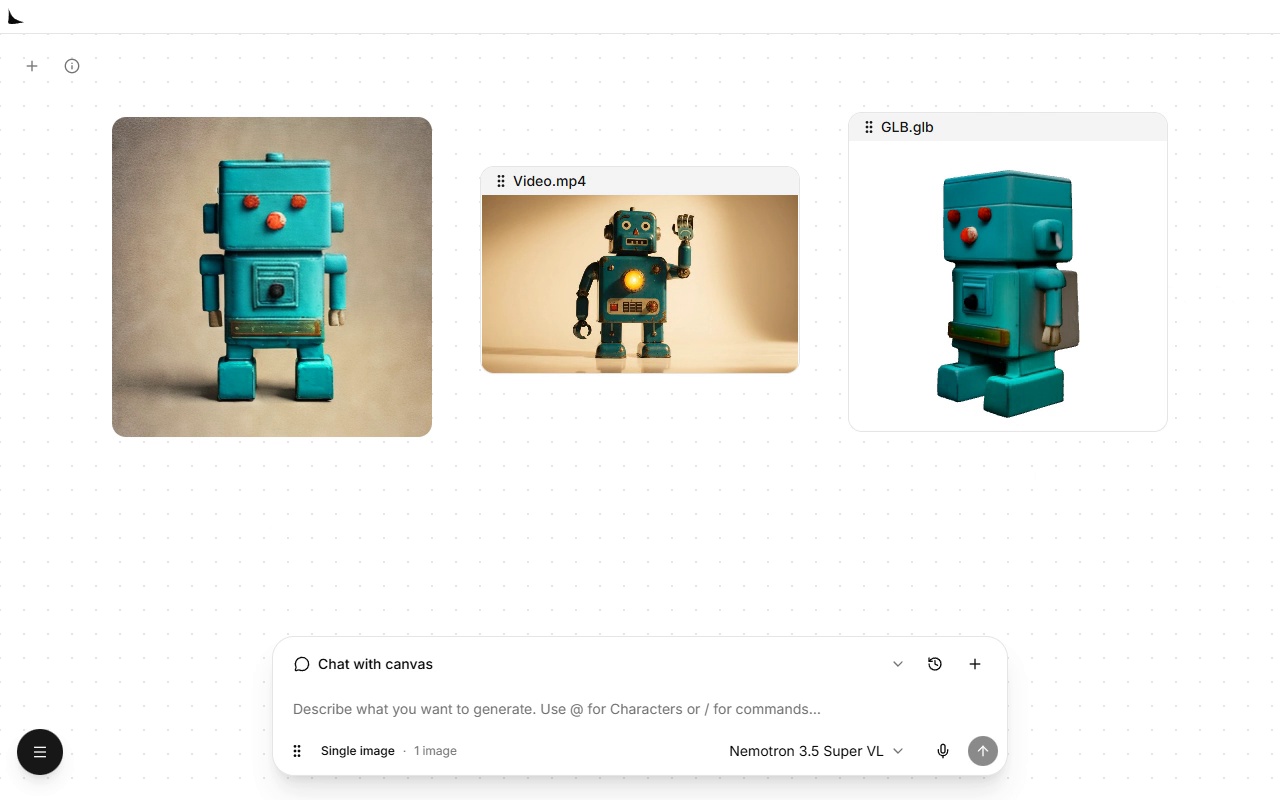 GLB.glb
Video.mp4
Chat with canvas
Describe what you want to generate. Use @ for Characters or / for commands...
Single image · 1 image
Nemotron 3.5 Super VL